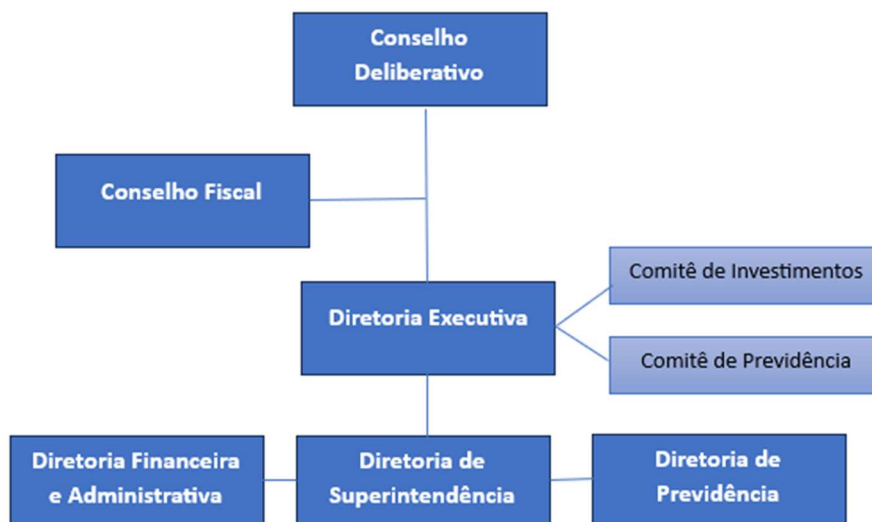 Conselho
Deliberativo
Conselho Fiscal
Comitê de Investimentos
Diretoria Executiva
Comitê de Previdência
Diretoria Financeira
e Administrativa
Diretoria de
Superintendência
Diretoria de
Previdência